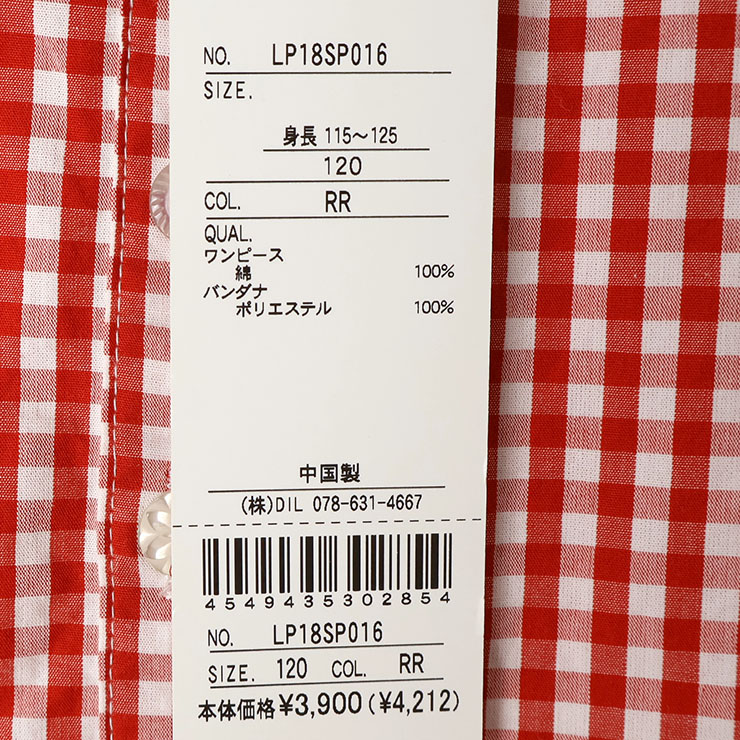 NO. LP18SP016
SIZE.
身長 115～125
120
COL. RR
QUAL.
ワンピース
綿 100%
バンダナ
ポリエステル 100%
中国製
(株)DIL 078-631-4667
4549435302854
NO. LP18SP016
SIZE. 120 COL. RR
本体価格 ¥3,900 (¥4,212)